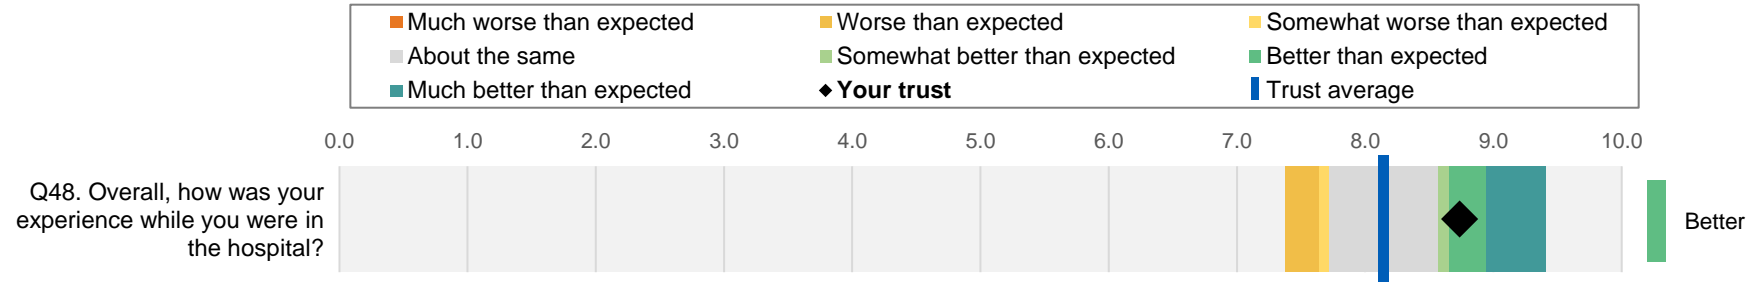 Much worse than expected Worse than expected Somewhat worse than expected
About the same Somewhat better than expected Better than expected
Much better than expected Your trust Trust average
0.0 1.0 2.0 3.0 4.0 5.0 6.0 7.0 8.0 9.0 10.0
Q48. Overall, how was your
experience while you were in
the hospital?
Better